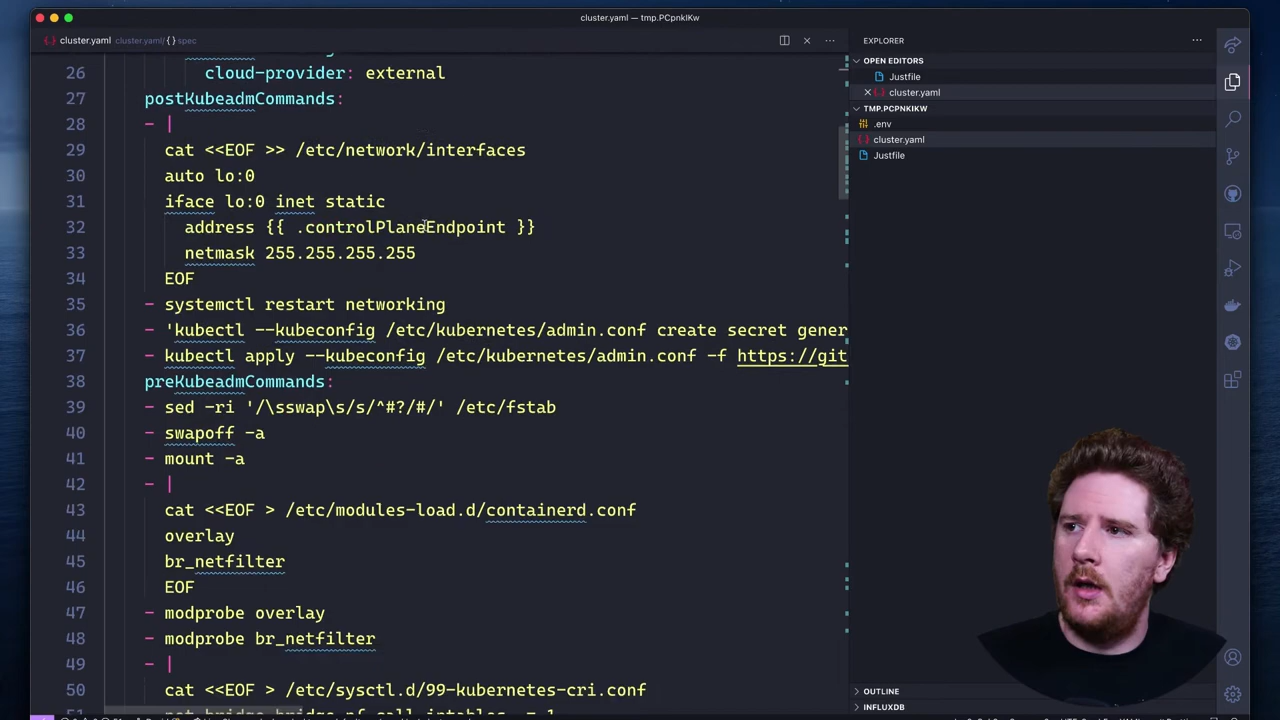 cluster.yaml — tmp.PCpnkIKw
cluster.yaml cluster.yaml/{} spec
EXPLORER
OPEN EDITORS
Justfile
cluster.yaml
TMP.PCPNKIKW
.env
cluster.yaml
Justfile
26 cloud-provider: external
27 postKubeadmCommands:
28 - |
29 cat <<EOF >> /etc/network/interfaces
30 auto lo:0
31 iface lo:0 inet static
32 address {{ .controlPlaneEndpoint }}
33 netmask 255.255.255.255
34 EOF
35 - systemctl restart networking
36 - 'kubectl --kubeconfig /etc/kubernetes/admin.conf create secret gener
37 - kubectl apply --kubeconfig /etc/kubernetes/admin.conf -f https://git
38 preKubeadmCommands:
39 - sed -ri '/\sswap\s/s/^#?/#/' /etc/fstab
40 - swapoff -a
41 - mount -a
42 - |
43 cat <<EOF > /etc/modules-load.d/containerd.conf
44 overlay
45 br_netfilter
46 EOF
47 - modprobe overlay
48 - modprobe br_netfilter
49 - |
50 cat <<EOF > /etc/sysctl.d/99-kubernetes-cri.conf
OUTLINE
INFLUXDB